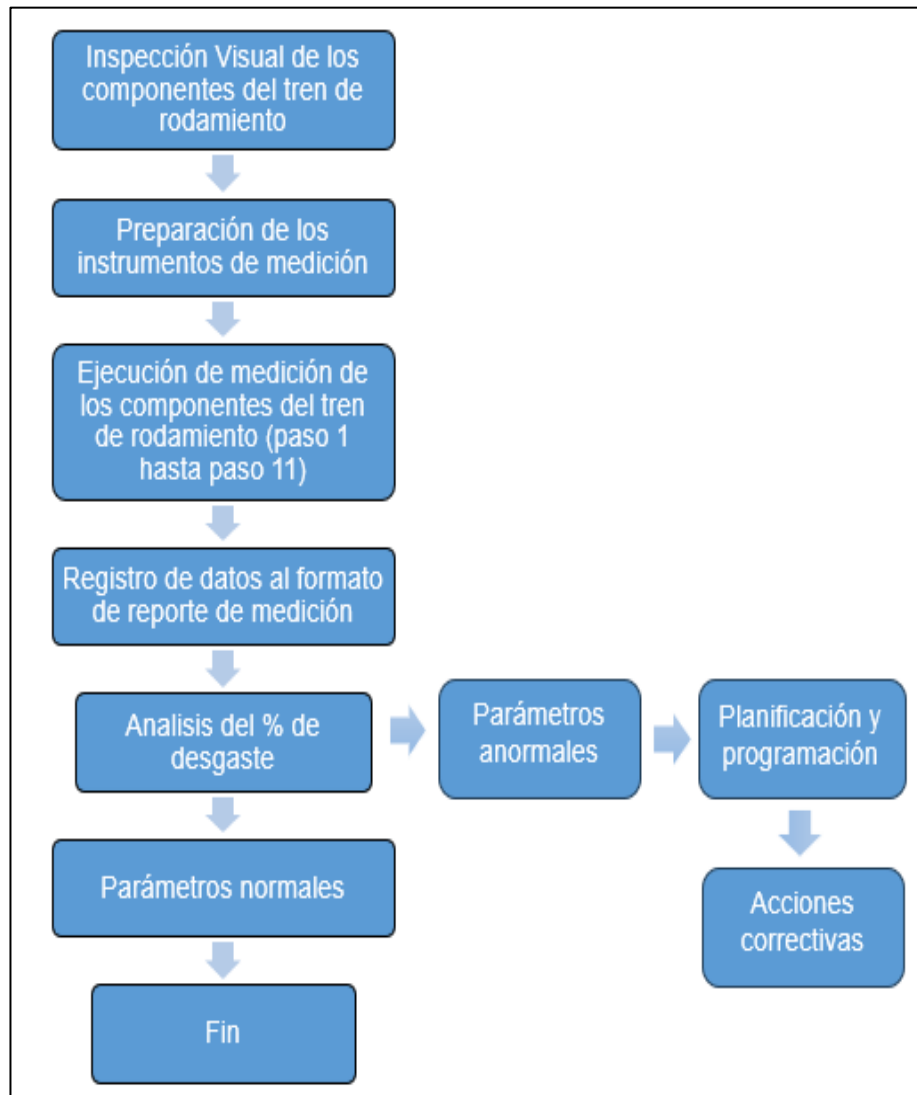 Inspección Visual de los
componentes del tren de
rodamiento
Preparación de los
instrumentos de medición
Ejecución de medición de
los componentes del tren
de rodamiento (paso 1
hasta paso 11)
Registro de datos al formato
de reporte de medición
Analisis del % de
desgaste
Parámetros
anormales
Planificación y
programación
Parámetros normales
Acciones
correctivas
Fin